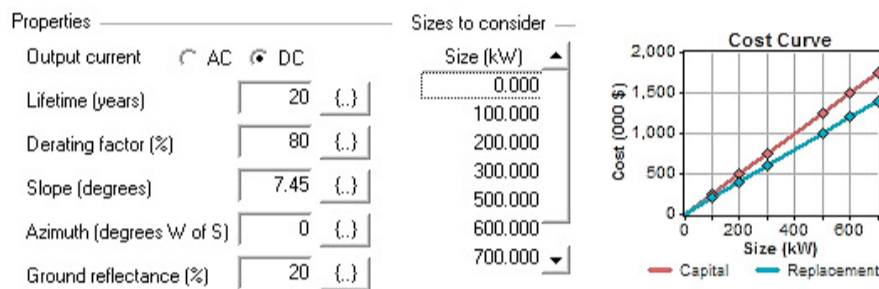 Properties
Output current AC DC
Lifetime (years) 20 {..}
Derating factor (%) 80 {..}
Slope (degrees) 7.45 {..}
Azimuth (degrees W of S) 0 {..}
Ground reflectance (%) 20 {..}
Sizes to consider
Size (kW)
0.000
100.000
200.000
300.000
500.000
600.000
700.000
Cost Curve
Cost (000 $)
2,000
1,500
1,000
500
0
0 200 400 600
Size (kW)
Capital Replacement